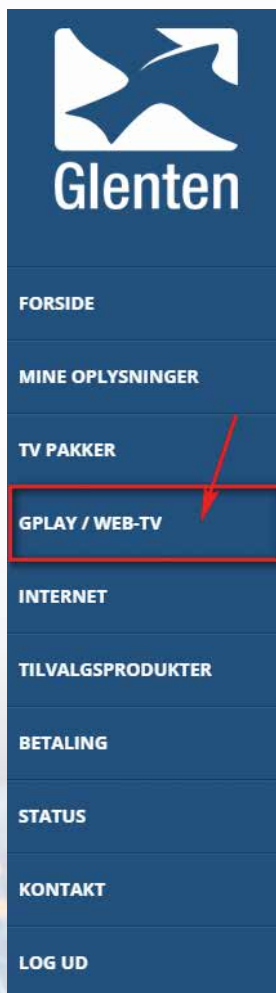 Glenten
FORSIDE
MINE OPLYSNINGER
TV PAKKER
GPLAY / WEB-TV
INTERNET
TILVALGSPRODUKTER
BETALING
STATUS
KONTAKT
LOG UD